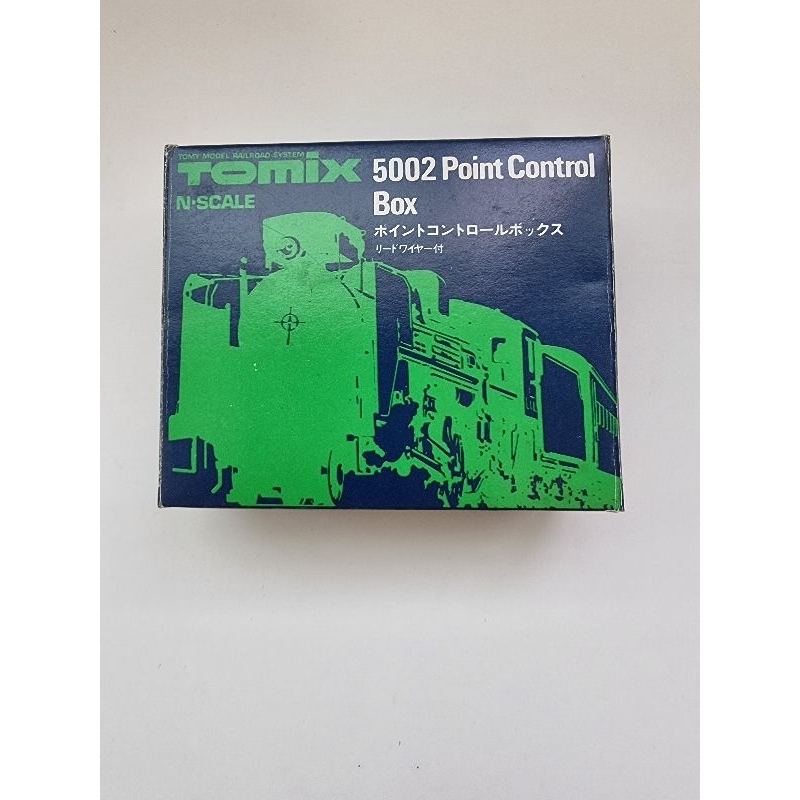 TOMY MODEL RAILROAD SYSTEM
TOMIX
N·SCALE
5002 Point Control
Box
ポイントコントロールボックス
リードワイヤー付